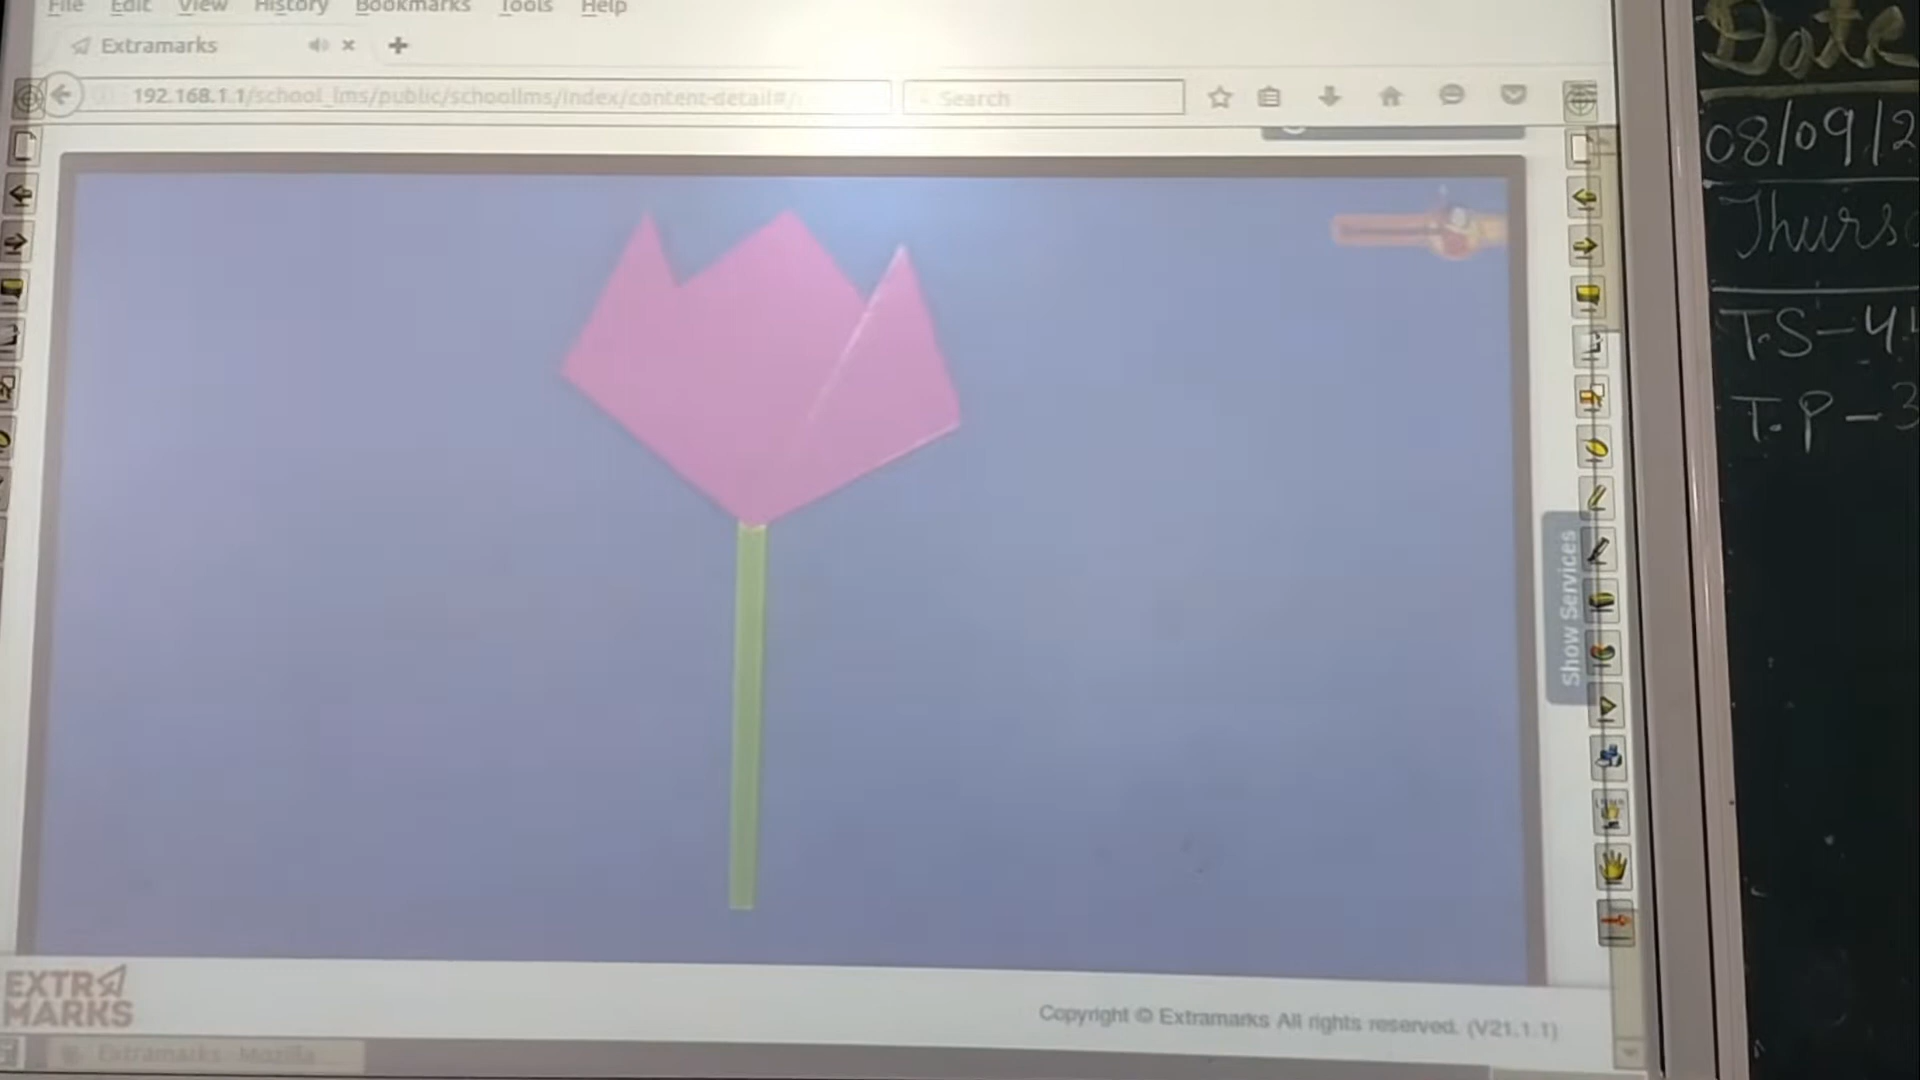 File Edit View History Bookmarks Tools Help
Extramarks
192.168.1.1/school_lms/public/schoollms/index/content-detail#/
Search
Show Services
EXTRA
MARKS
Copyright © Extramarks All rights reserved. (V21.1.1)
Extramarks - Mozilla
Date
08/09/2
Thurs
T.S-4
T.P-3